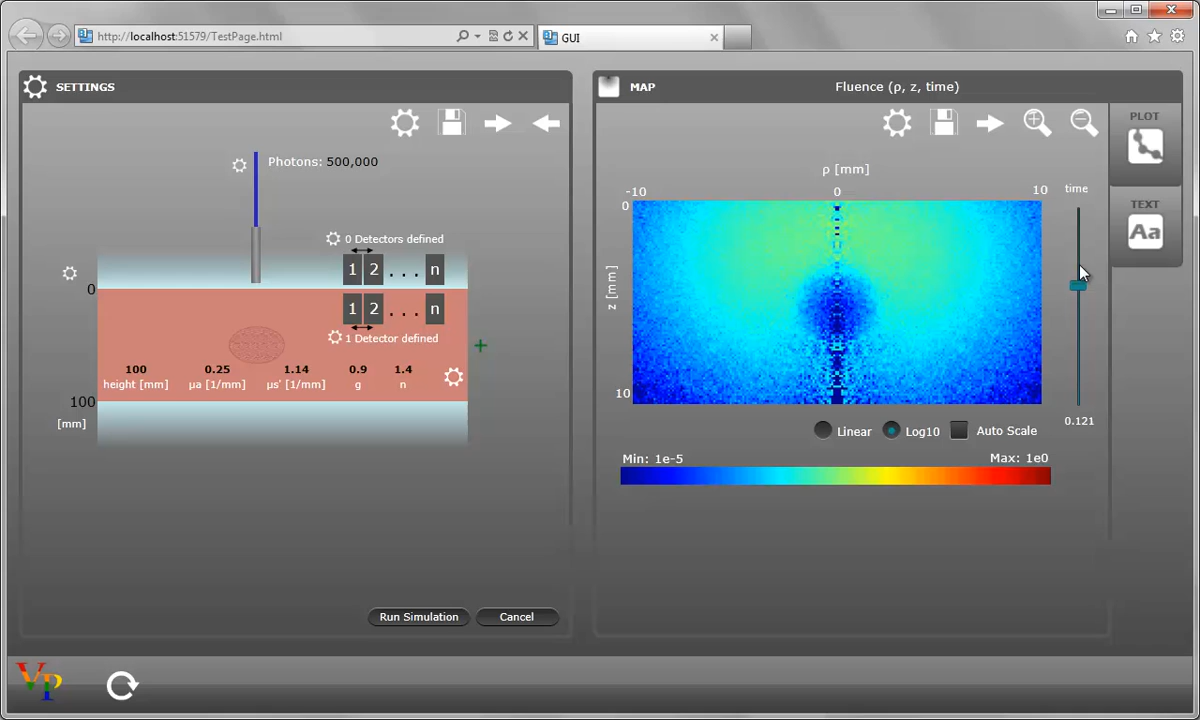 http://localhost:51579/TestPage.html
GUI
SETTINGS
Photons: 500,000
0 Detectors defined
1 2 . . . n
0
1 2 . . . n
1 Detector defined
100 0.25 1.14 0.9 1.4
height [mm] µa [1/mm] µs' [1/mm] g n
100
[mm]
Run Simulation Cancel
MAP
Fluence (ρ, z, time)
ρ [mm]
-10 0 10
time
0
z [mm]
10
0.121
Linear Log10 Auto Scale
Min: 1e-5 Max: 1e0
PLOT
TEXT
Aa
VP